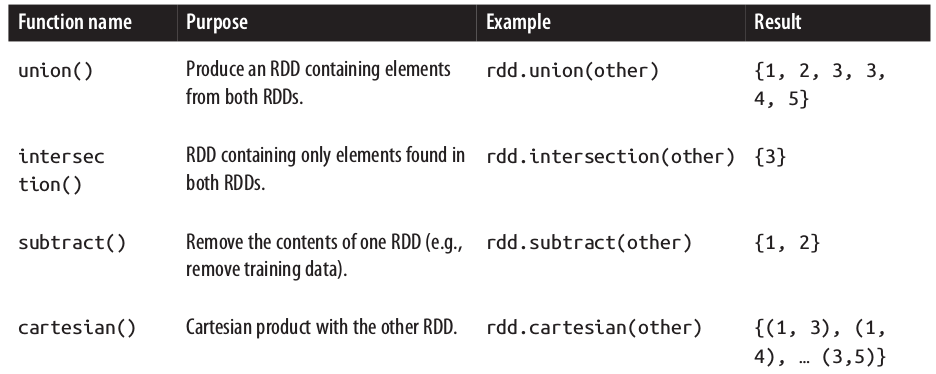 Function name Purpose Example Result
union() Produce an RDD containing elements rdd.union(other) {1, 2, 3, 3,
from both RDDs. 4, 5}
intersec RDD containing only elements found in rdd.intersection(other) {3}
tion() both RDDs.
subtract() Remove the contents of one RDD (e.g., rdd.subtract(other) {1, 2}
remove training data).
cartesian() Cartesian product with the other RDD. rdd.cartesian(other) {(1, 3), (1,
4), … (3,5)}